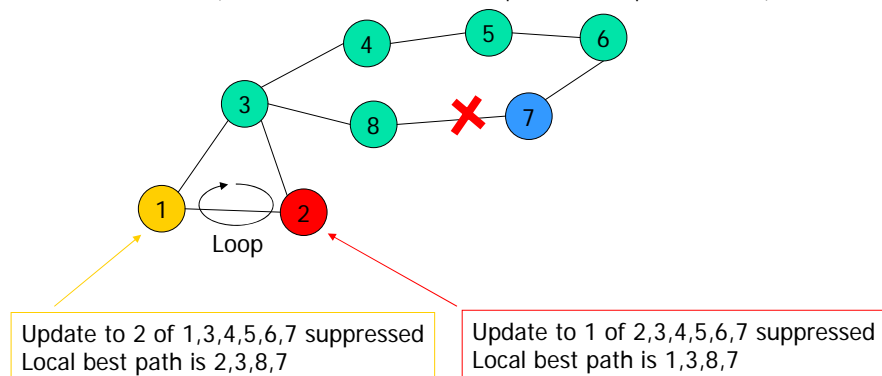 4
5
6
3
8
7
1
2
Loop
Update to 2 of 1,3,4,5,6,7 suppressed
Local best path is 2,3,8,7
Update to 1 of 2,3,4,5,6,7 suppressed
Local best path is 1,3,8,7